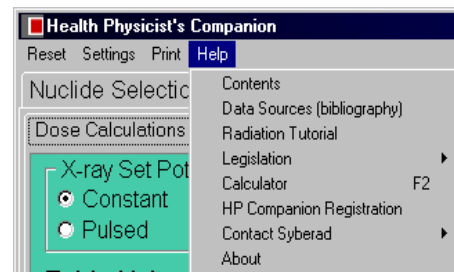 Health Physicist's Companion
Reset Settings Print Help
Nuclide Selectic
Contents
Data Sources (bibliography)
Dose Calculations
Radiation Tutorial
Legislation
X-ray Set Pot
Calculator F2
Constant
HP Companion Registration
Pulsed
Contact Syberad
About